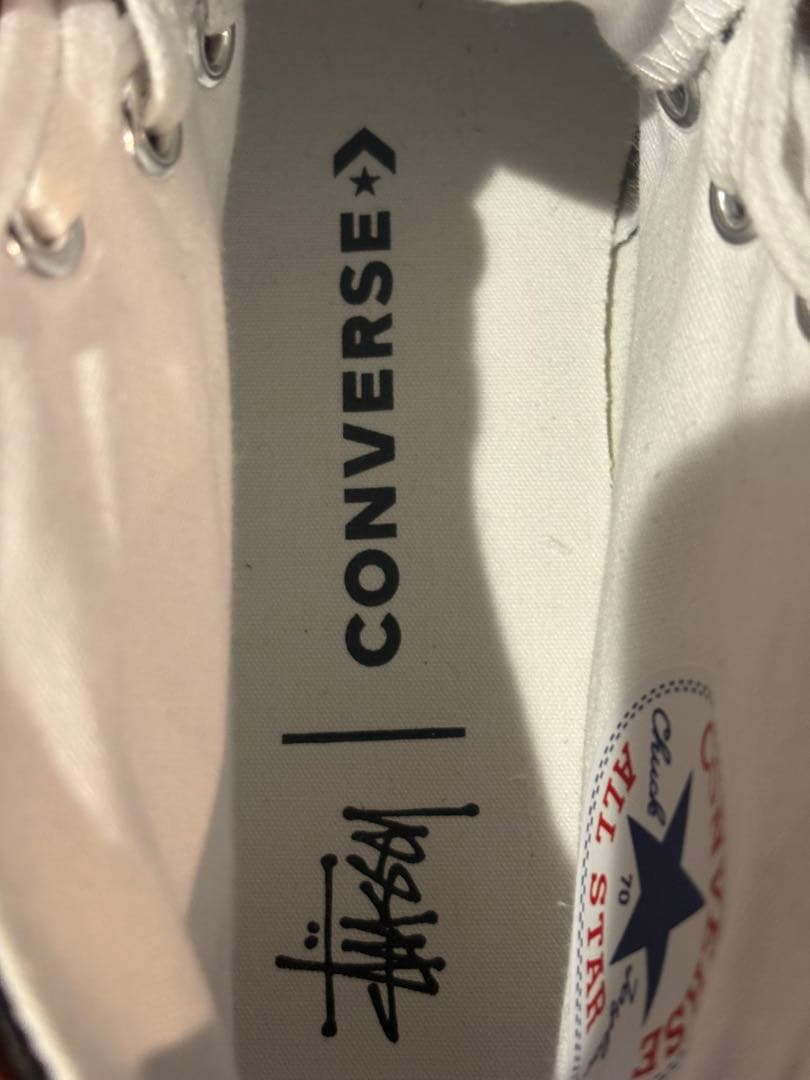 STÜSSY | CONVERSE
CONVERSE
ALL STAR
Chuck
70